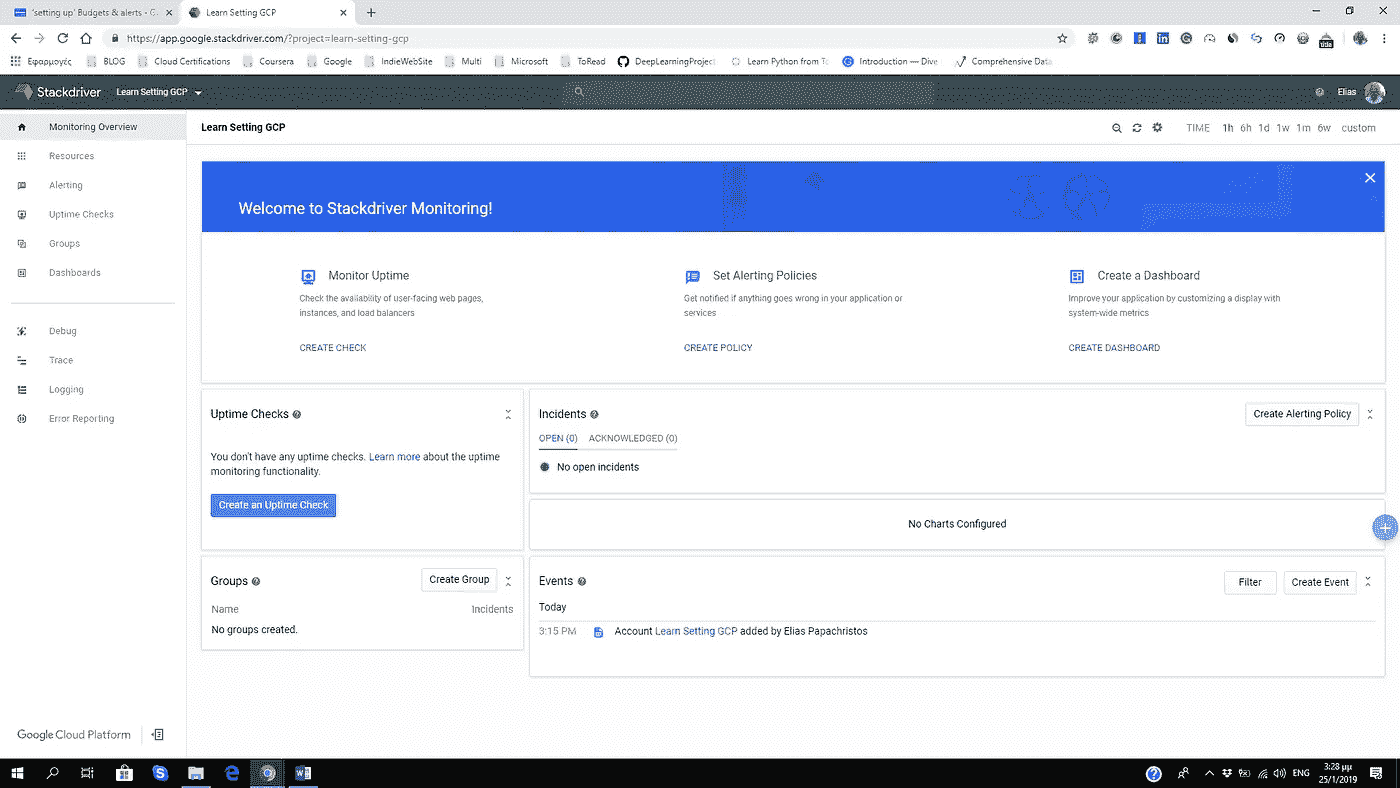 'setting up' Budgets & alerts - C
Learn Setting GCP
https://app.google.stackdriver.com/?project=learn-setting-gcp
Εφαρμογές BLOG Cloud Certifications Coursera Google IndieWebSite Multi Microsoft ToRead DeepLearningProject Learn Python from To Introduction — Dive Comprehensive Data
Stackdriver Learn Setting GCP Elias
Monitoring Overview
Resources
Alerting
Uptime Checks
Groups
Dashboards
Debug
Trace
Logging
Error Reporting
Google Cloud Platform
Learn Setting GCP
TIME 1h 6h 1d 1w 1m 6w custom
Welcome to Stackdriver Monitoring!
Monitor Uptime
Check the availability of user-facing web pages,
instances, and load balancers
CREATE CHECK
Set Alerting Policies
Get notified if anything goes wrong in your application or
services
CREATE POLICY
Create a Dashboard
Improve your application by customizing a display with
system-wide metrics
CREATE DASHBOARD
Uptime Checks
You don't have any uptime checks. Learn more about the uptime
monitoring functionality.
Create an Uptime Check
Incidents
Create Alerting Policy
OPEN (0) ACKNOWLEDGED (0)
No open incidents
No Charts Configured
Groups
Create Group
Name Incidents
No groups created.
Events
Filter Create Event
Today
3:15 PM Account Learn Setting GCP added by Elias Papachristos
ENG
3:28 μμ
25/1/2019